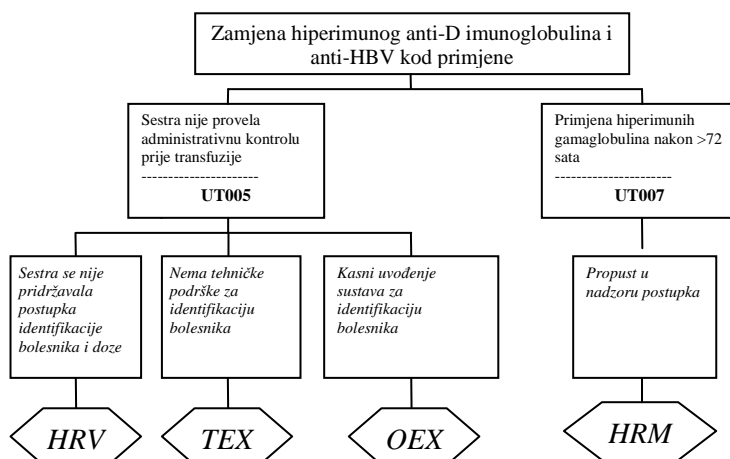 Zamjena hiperimunog anti-D imunoglobulina i
anti-HBV kod primjene
Sestra nije provela
administrativnu kontrolu
prije transfuzije
----------------------
UT005
Primjena hiperimunih
gamaglobulina nakon >72
sata
----------------------
UT007
Sestra se nije
pridržavala
postupka
identifikacije
bolesnika i doze
Nema tehničke
podrške za
identifikaciju
bolesnika
Kasni uvođenje
sustava za
identifikaciju
bolesnika
Propust u
nadzoru postupka
HRV
TEX
OEX
HRM